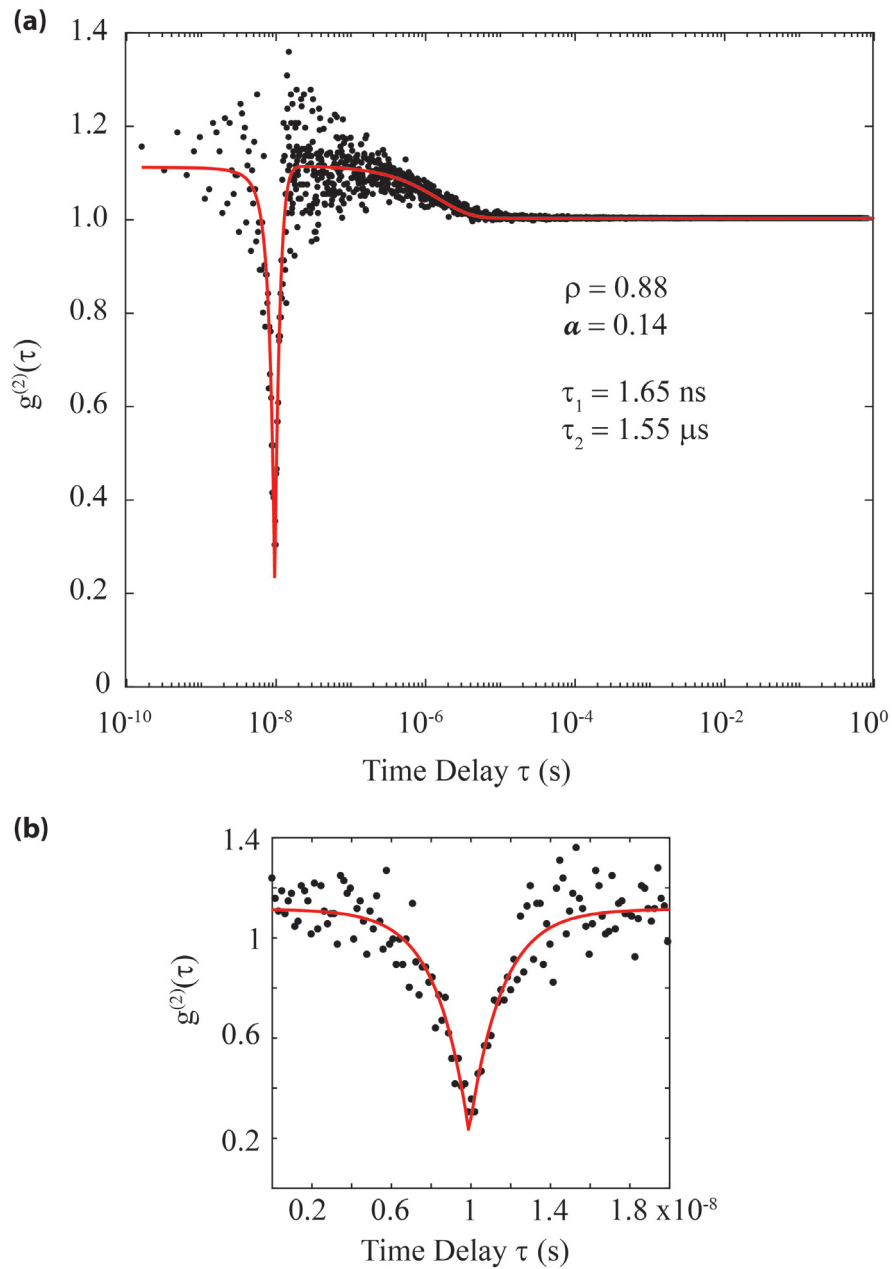 (a)
1.4
1.2
1.0
0.8
0.6
0.4
0.2
0
g⁽²⁾(τ)
ρ = 0.88
a = 0.14
τ₁ = 1.65 ns
τ₂ = 1.55 μs
10⁻¹⁰ 10⁻⁸ 10⁻⁶ 10⁻⁴ 10⁻² 10⁰
Time Delay τ (s)
(b)
1.4
1
0.6
0.2
g⁽²⁾(τ)
0.2 0.6 1 1.4 1.8 x10⁻⁸
Time Delay τ (s)